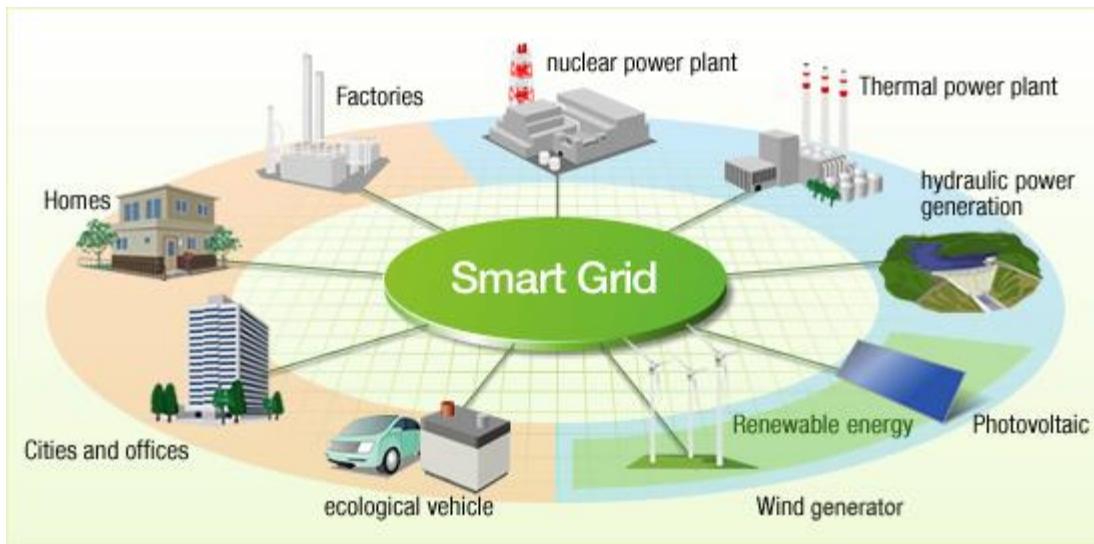 nuclear power plant
Factories
Thermal power plant
Homes
hydraulic power
generation
Smart Grid
Renewable energy
Photovoltaic
Cities and offices
ecological vehicle
Wind generator